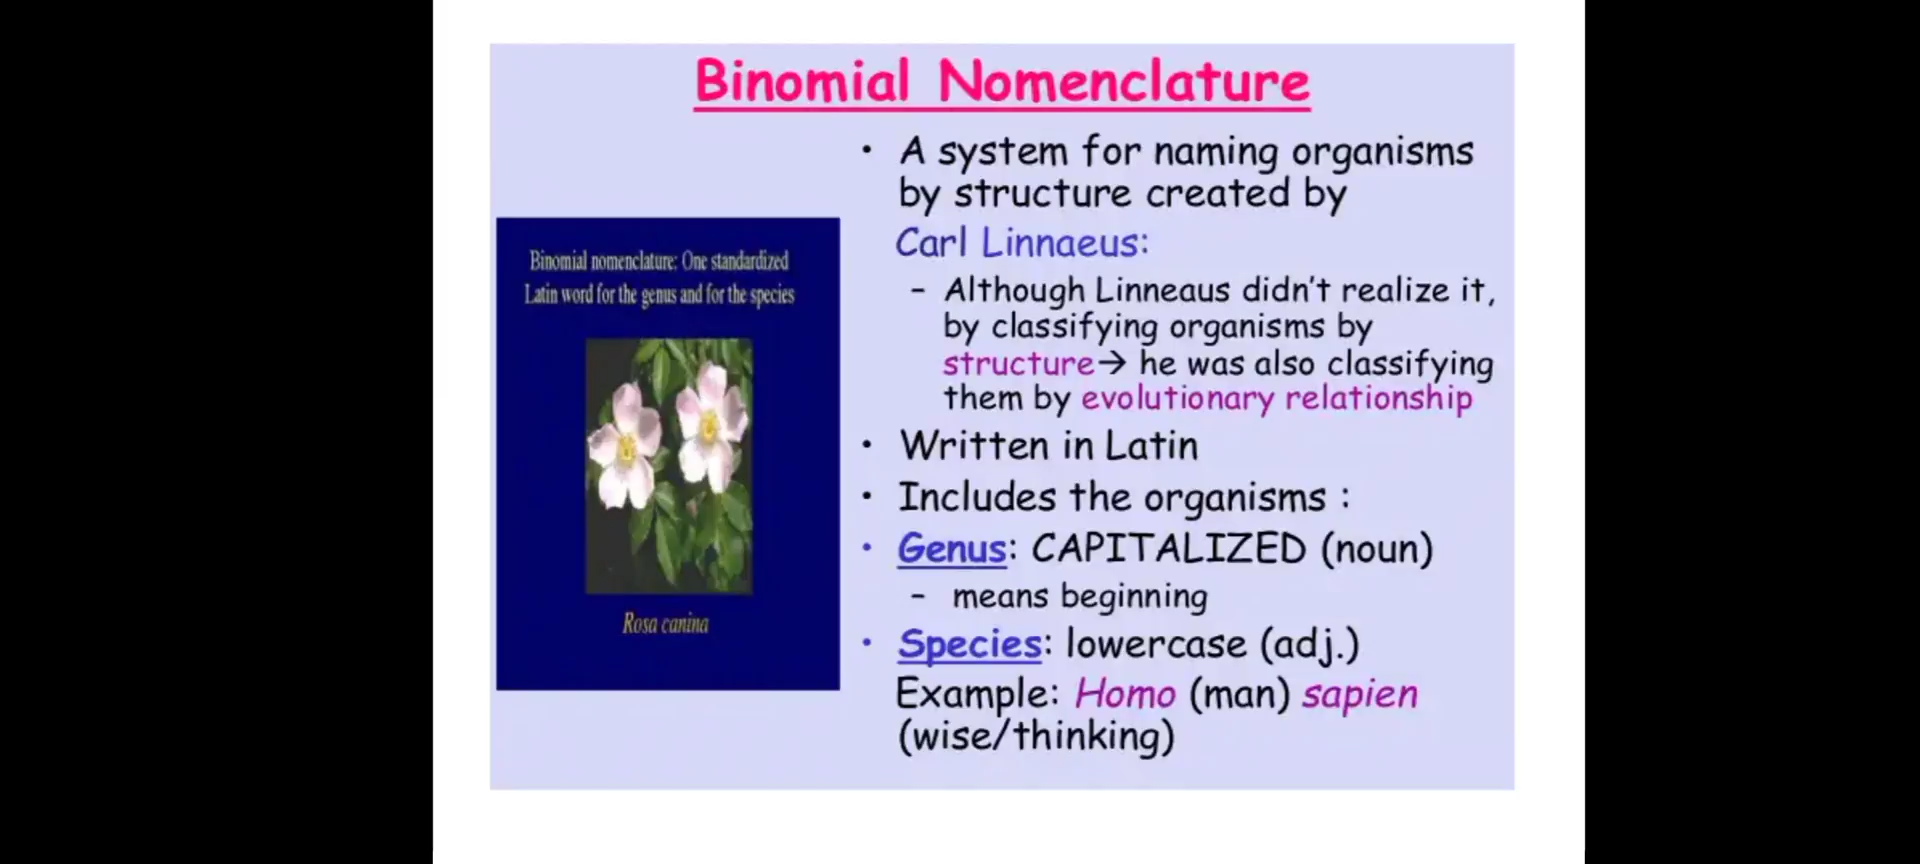 Binomial Nomenclature
Binomial nomenclature: One standardized
Latin word for the genus and for the species
Rosa canina
• A system for naming organisms
by structure created by
Carl Linnaeus:
– Although Linneaus didn't realize it,
by classifying organisms by
structure→ he was also classifying
them by evolutionary relationship
• Written in Latin
• Includes the organisms :
• Genus: CAPITALIZED (noun)
– means beginning
• Species: lowercase (adj.)
Example: Homo (man) sapien
(wise/thinking)